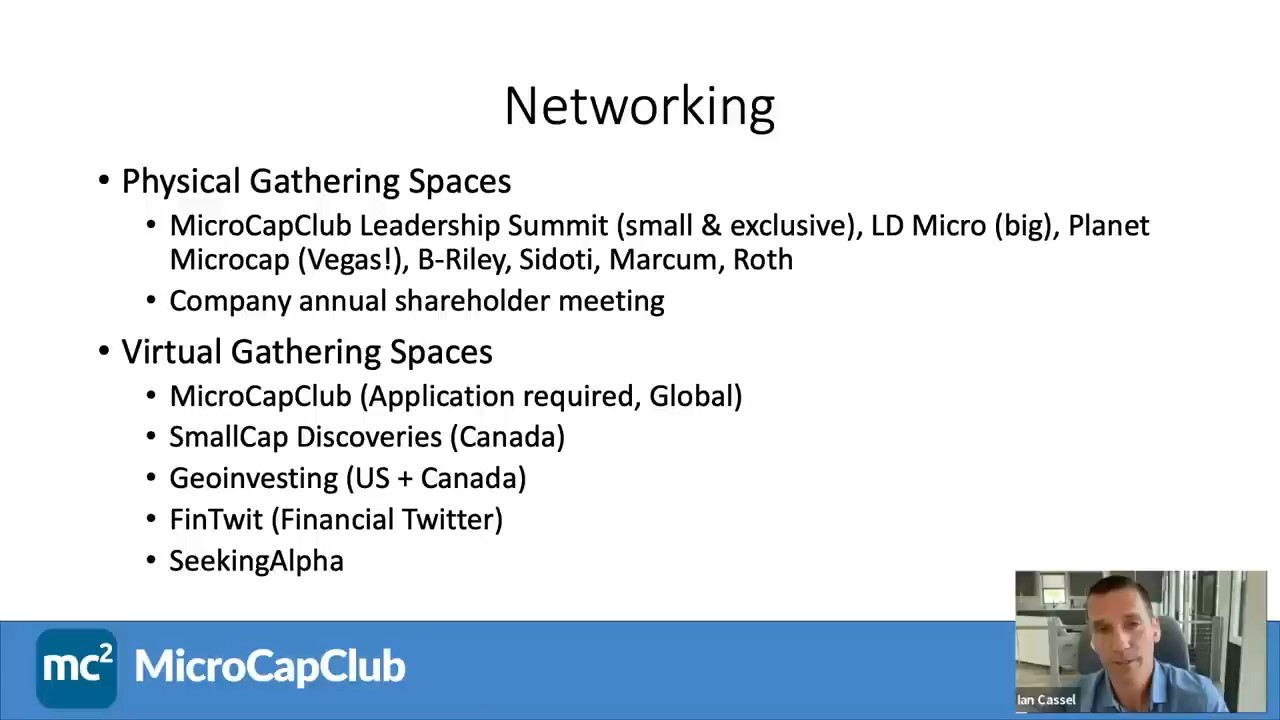 Networking
• Physical Gathering Spaces
• MicroCapClub Leadership Summit (small & exclusive), LD Micro (big), Planet
Microcap (Vegas!), B-Riley, Sidoti, Marcum, Roth
• Company annual shareholder meeting
• Virtual Gathering Spaces
• MicroCapClub (Application required, Global)
• SmallCap Discoveries (Canada)
• Geoinvesting (US + Canada)
• FinTwit (Financial Twitter)
• SeekingAlpha
mc² MicroCapClub
Ian Cassel